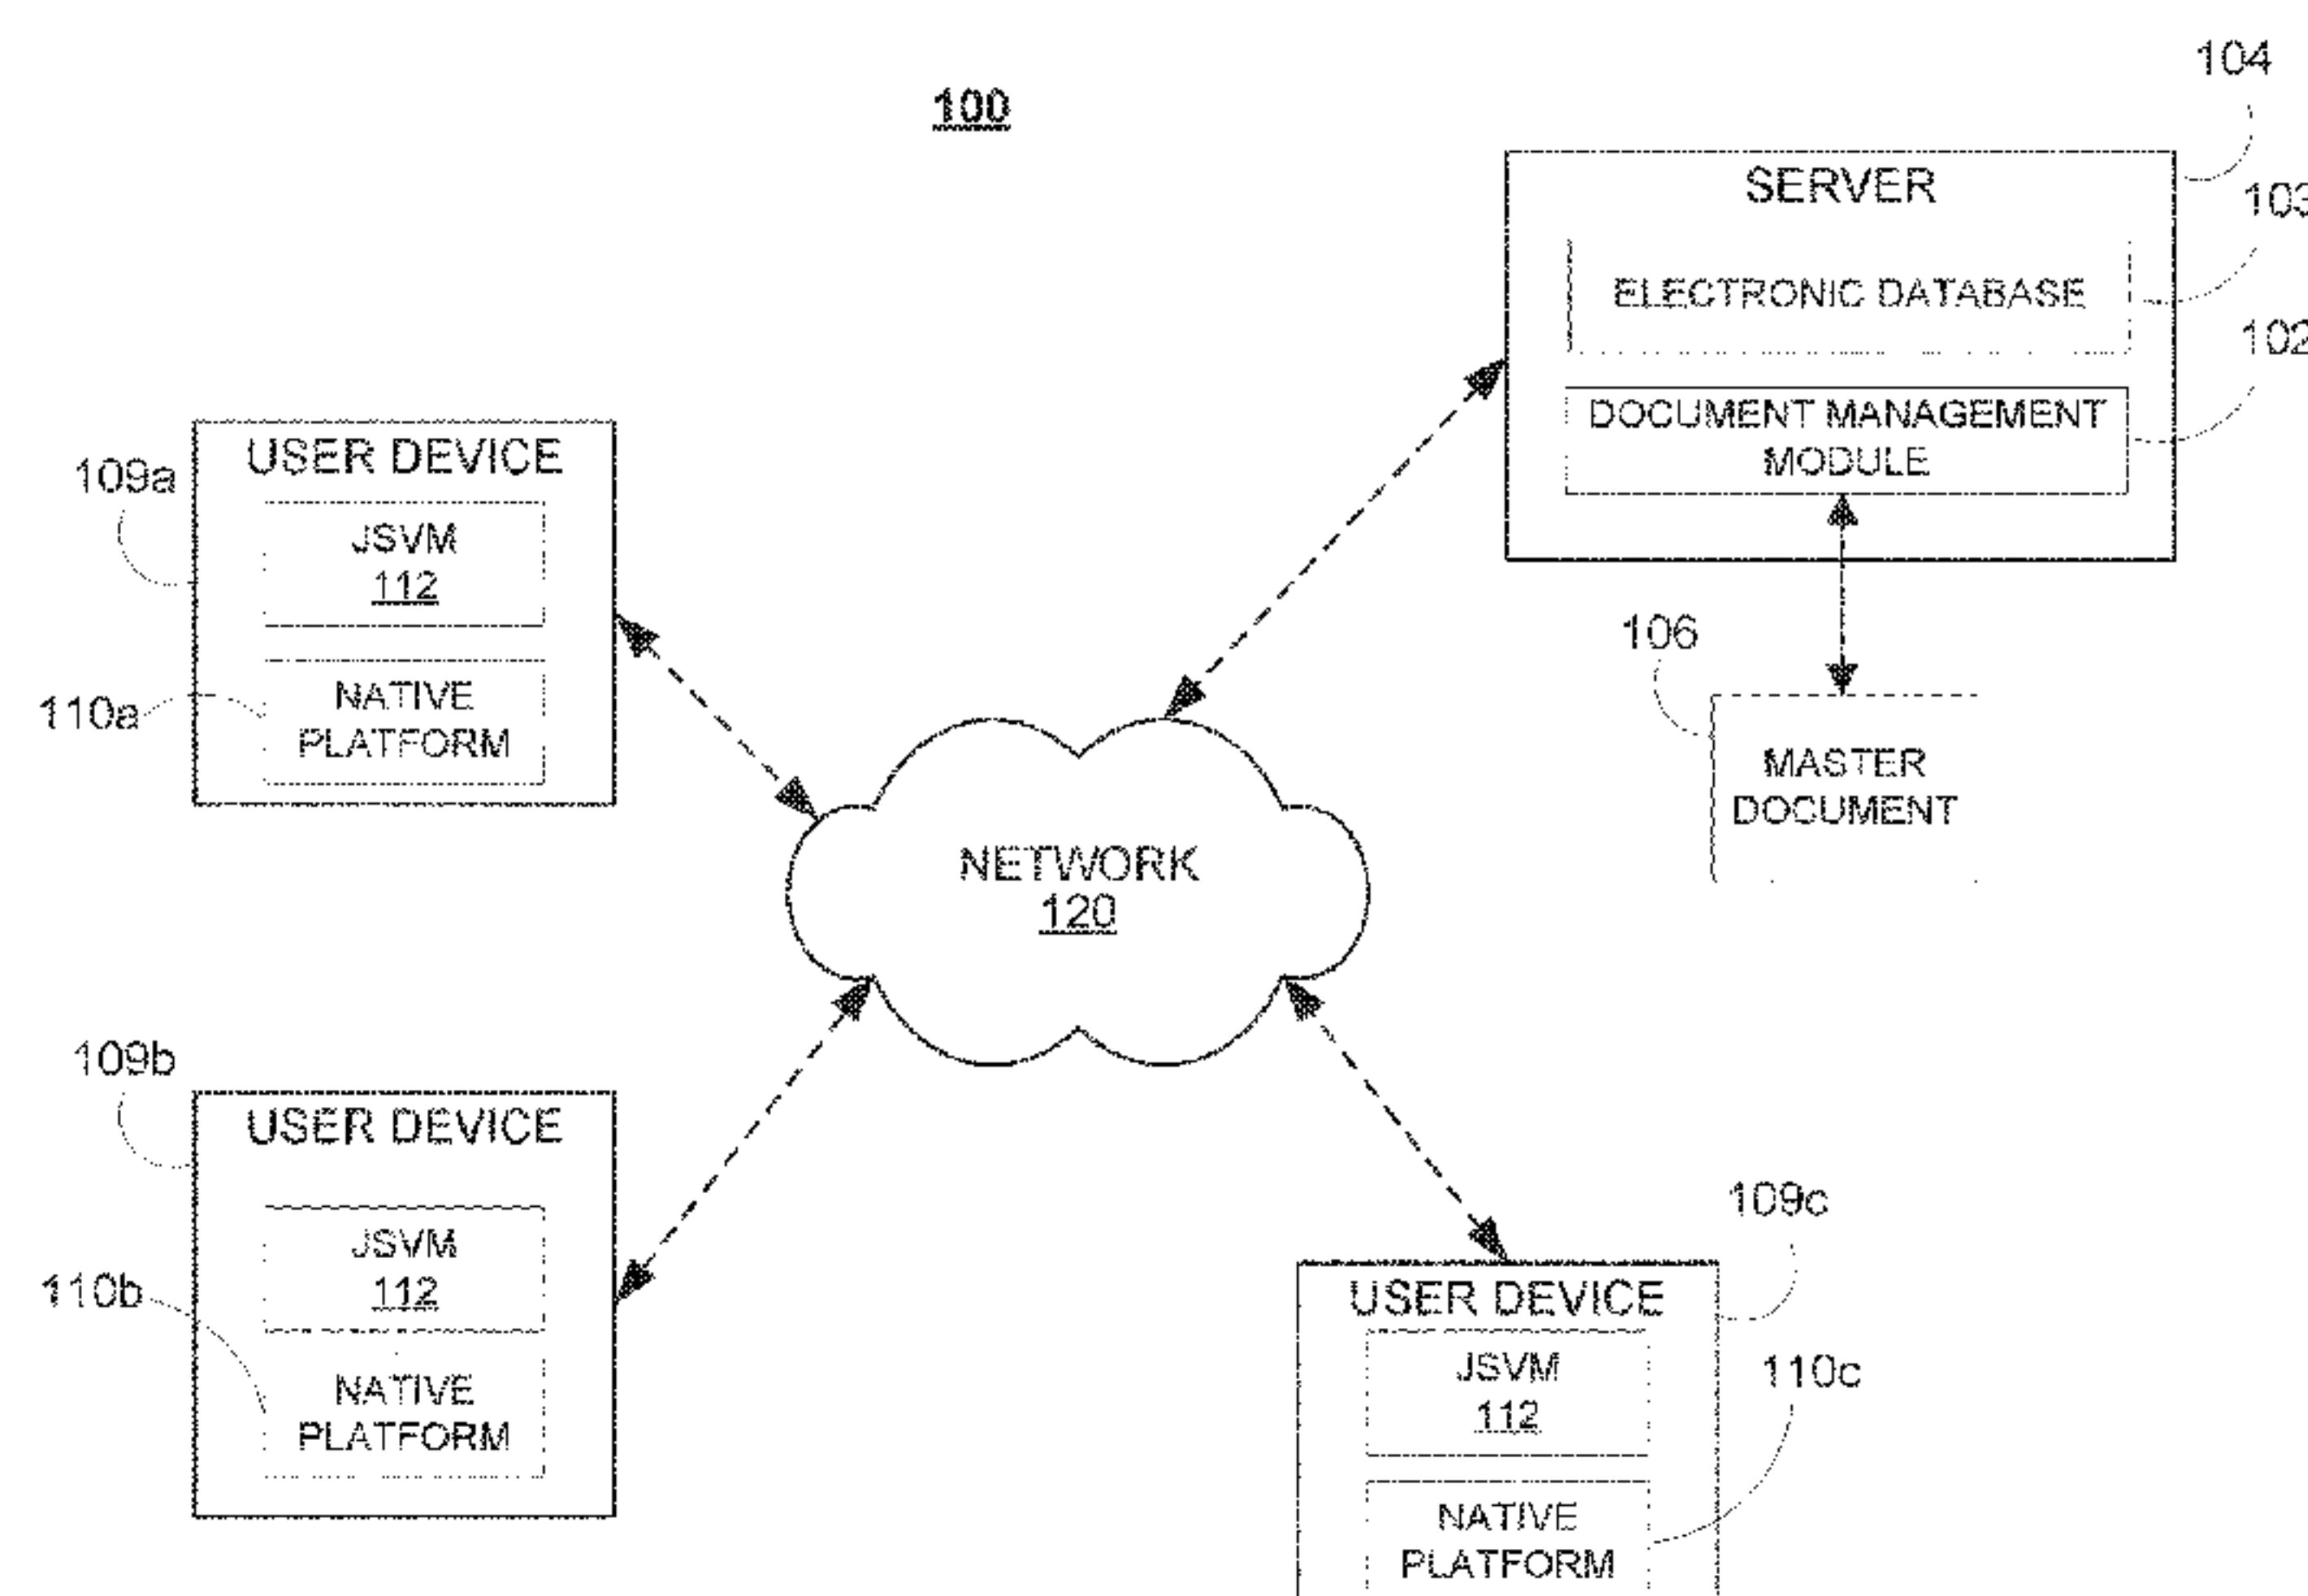 100
104
SERVER
103
ELECTRONIC DATABASE
102
DOCUMENT MANAGEMENT
MODULE
109a
USER DEVICE
JSVM
112
110a
NATIVE
PLATFORM
106
MASTER
DOCUMENT
NETWORK
120
109b
USER DEVICE
JSVM
112
110b
NATIVE
PLATFORM
109c
USER DEVICE
JSVM
112
110c
NATIVE
PLATFORM